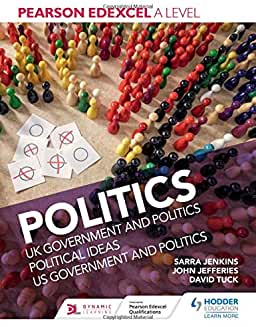 PEARSON EDEXCEL A LEVEL
POLITICS
UK GOVERNMENT AND POLITICS
POLITICAL IDEAS
US GOVERNMENT AND POLITICS
SARRA JENKINS
JOHN JEFFERIES
DAVID TUCK
DYNAMIC
LEARNING
Pearson Edexcel
Qualifications
HODDER
EDUCATION
LEARN MORE